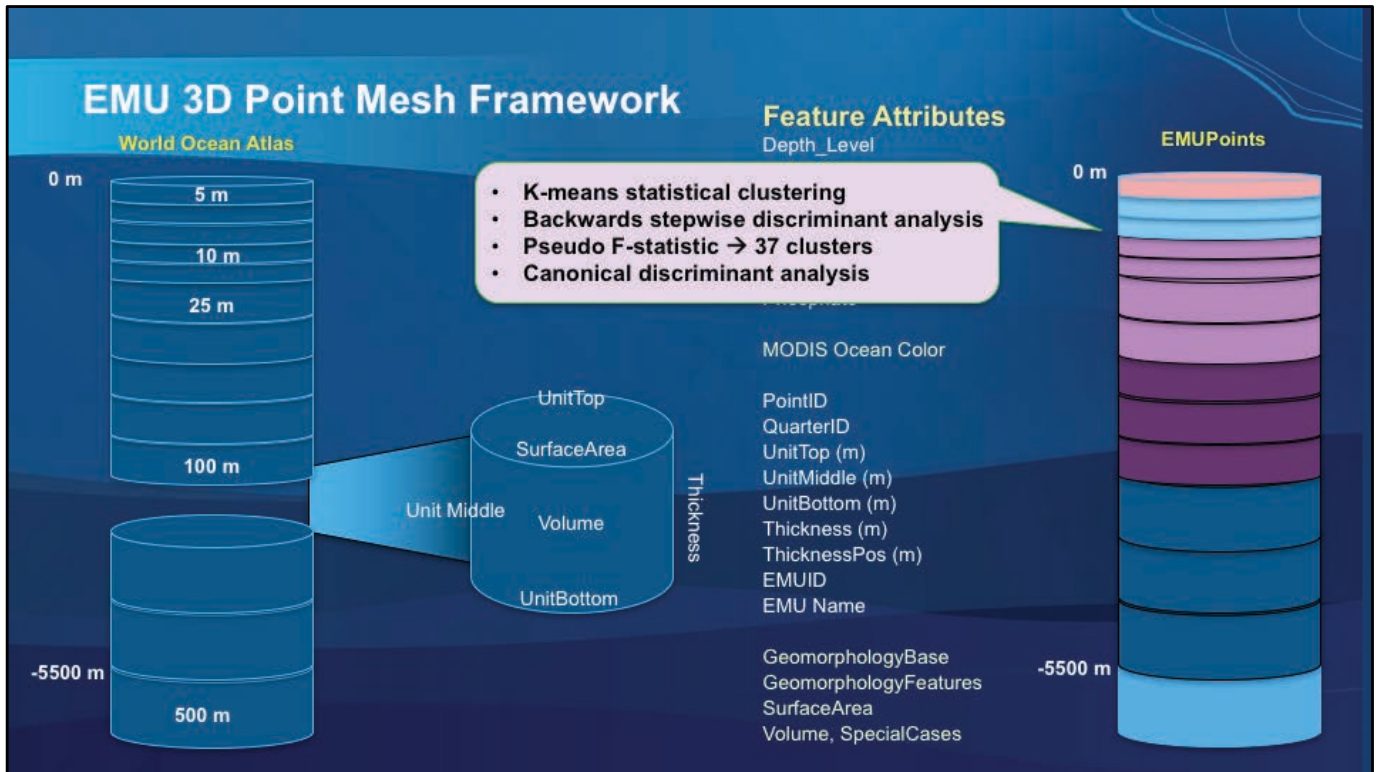 EMU 3D Point Mesh Framework
World Ocean Atlas
0 m
5 m
10 m
25 m
100 m
-5500 m
500 m
UnitTop
SurfaceArea
Unit Middle
Volume
Thickness
UnitBottom
Feature Attributes
Depth_Level
• K-means statistical clustering
• Backwards stepwise discriminant analysis
• Pseudo F-statistic → 37 clusters
• Canonical discriminant analysis
MODIS Ocean Color
PointID
QuarterID
UnitTop (m)
UnitMiddle (m)
UnitBottom (m)
Thickness (m)
ThicknessPos (m)
EMUID
EMU Name
GeomorphologyBase
GeomorphologyFeatures
SurfaceArea
Volume, SpecialCases
EMUPoints
0 m
-5500 m